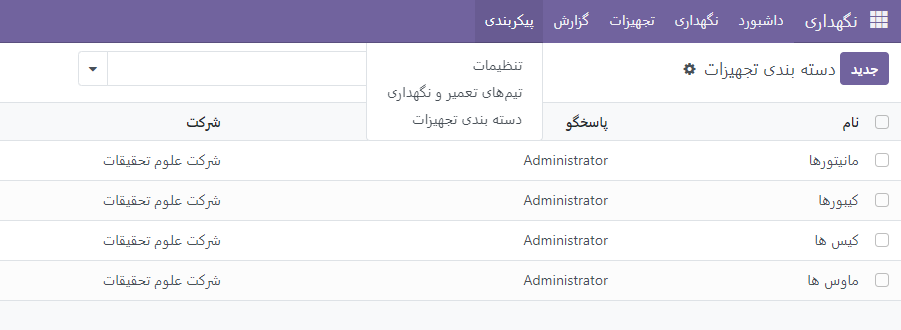 نگهداری داشبورد نگهداری تجهیزات گزارش پیکربندی
جدید دسته بندی تجهیزات
تنظیمات
تیم‌های تعمیر و نگهداری
دسته بندی تجهیزات
نام پاسخگو شرکت
مانیتورها Administrator شرکت علوم تحقیقات
کیبورها Administrator شرکت علوم تحقیقات
کیس ها Administrator شرکت علوم تحقیقات
ماوس ها Administrator شرکت علوم تحقیقات